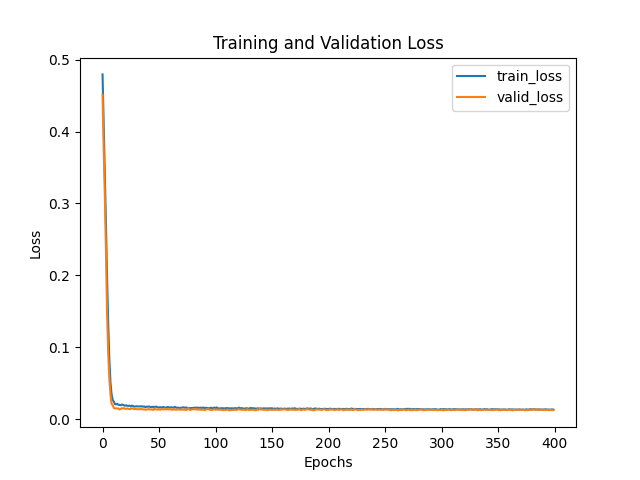 Training and Validation Loss
train_loss
valid_loss
Loss
0.5
0.4
0.3
0.2
0.1
0.0
0 50 100 150 200 250 300 350 400
Epochs